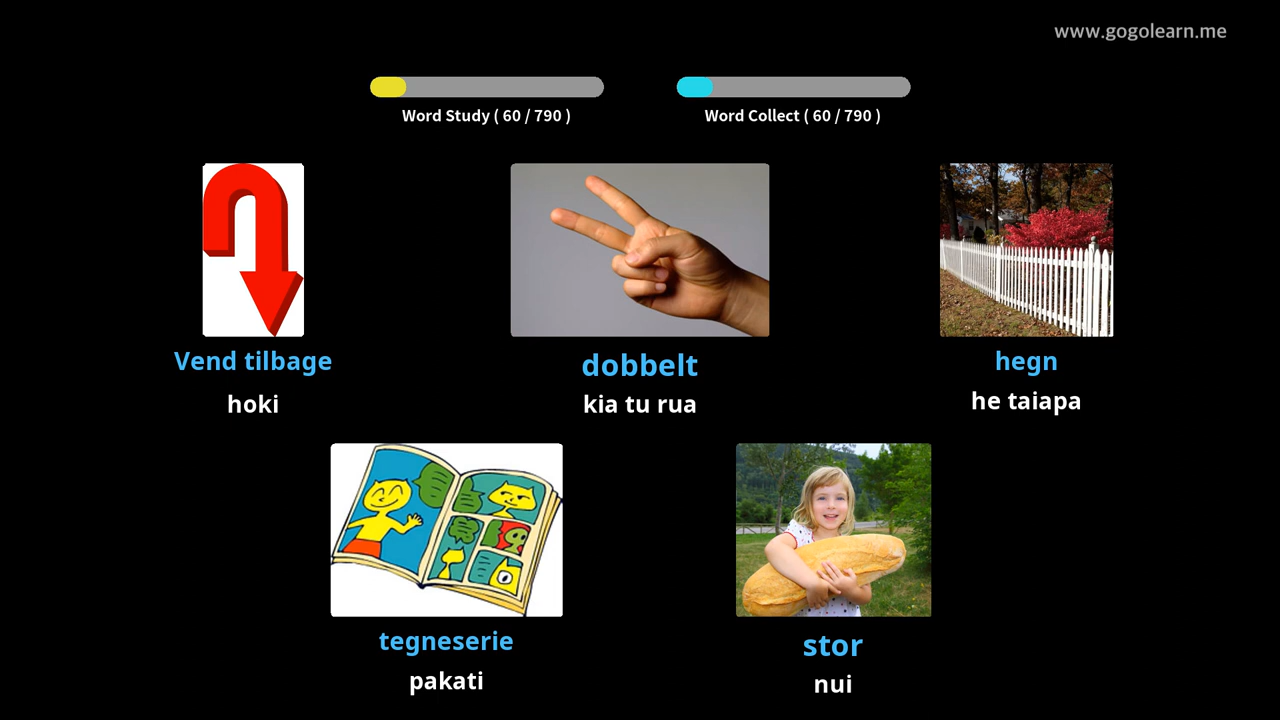 www.gogolearn.me
Word Study ( 60 / 790 )
Word Collect ( 60 / 790 )
Vend tilbage
hoki
dobbelt
kia tu rua
hegn
he taiapa
tegneserie
pakati
stor
nui